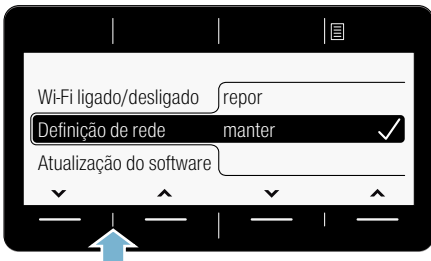 Wi-Fi ligado/desligado repor
Definição de rede manter
Atualização do software